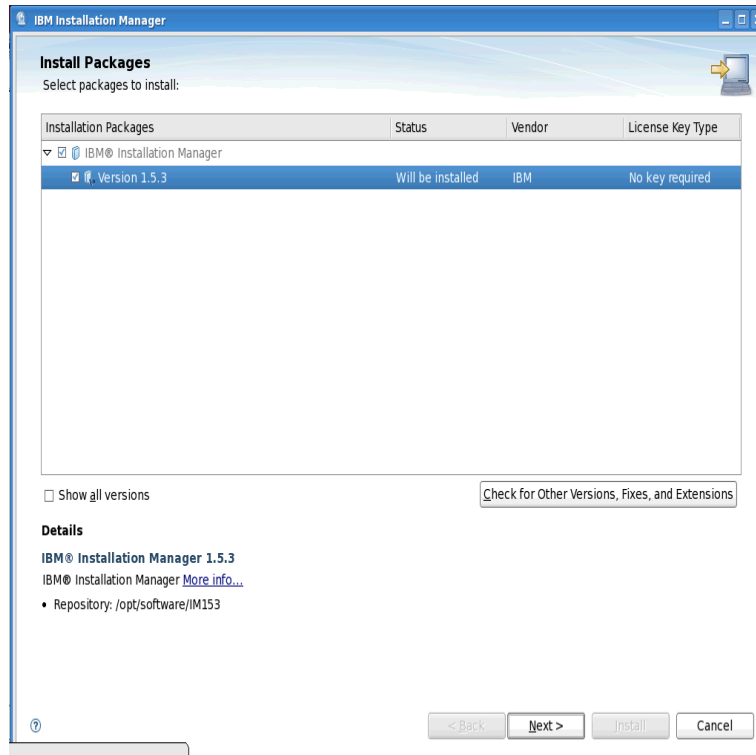 IBM Installation Manager
Install Packages
Select packages to install:
Installation Packages Status Vendor License Key Type
IBM® Installation Manager
Version 1.5.3 Will be installed IBM No key required
Show all versions
Check for Other Versions, Fixes, and Extensions
Details
IBM® Installation Manager 1.5.3
IBM® Installation Manager More info...
• Repository: /opt/software/IM153
? < Back Next > Install Cancel